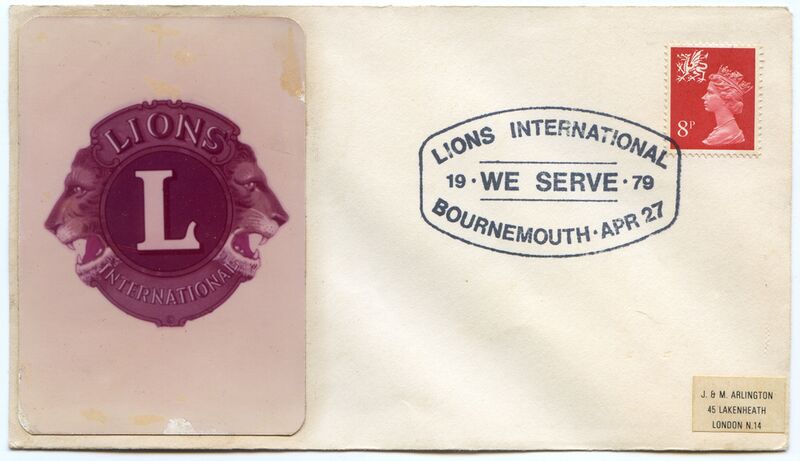 LIONS
L
INTERNATIONAL
LIONS INTERNATIONAL
19 · WE SERVE · 79
BOURNEMOUTH · APR 27
8P
J. & M. ARLINGTON
45 LAKENHEATH
LONDON N.14